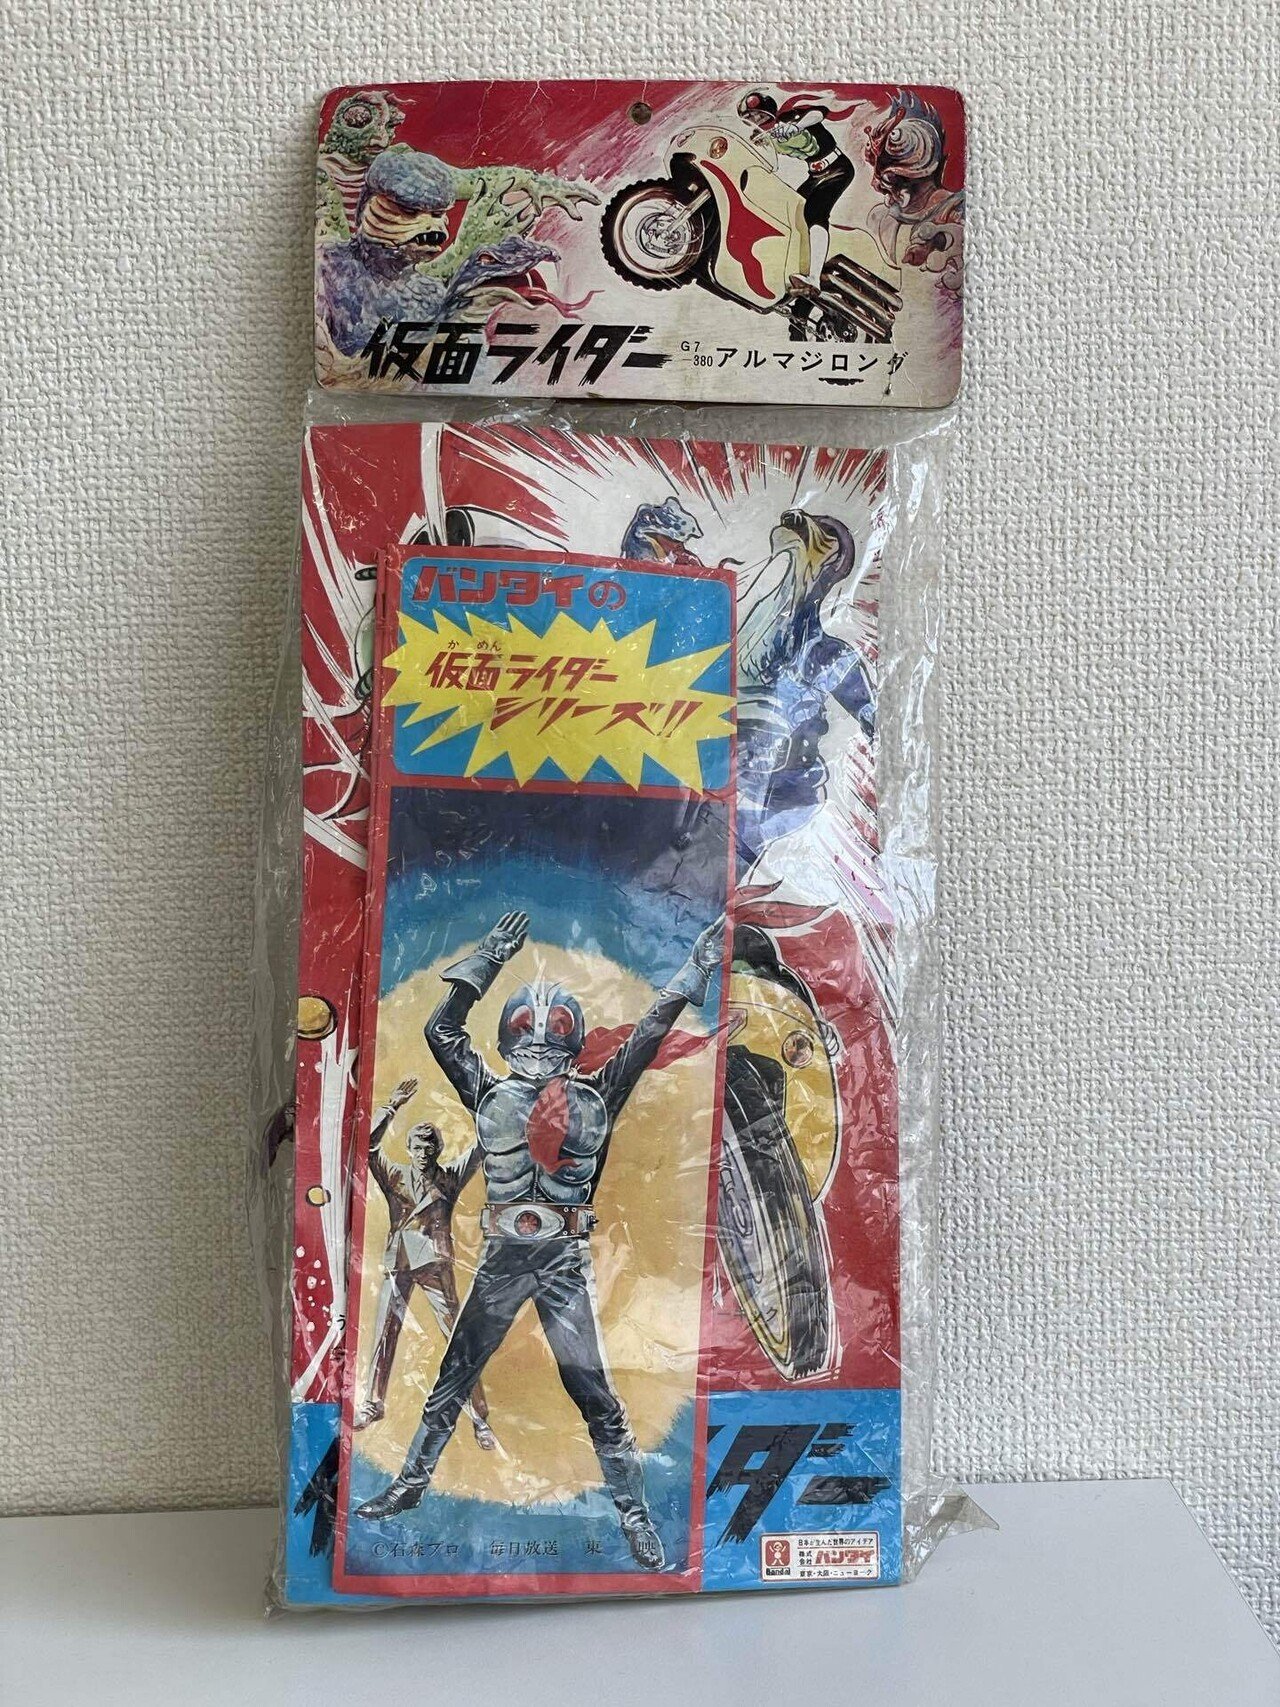 仮面ライダー G7-380 アルマジロング
バンタイの
かめん
仮面ライダー
シリーズ!!
ダー
©石森プロ 毎日放送 東映
日本が生んだ世界のアイデア
株式会社 バンダイ
Bandai
東京・大阪・ニューヨーク